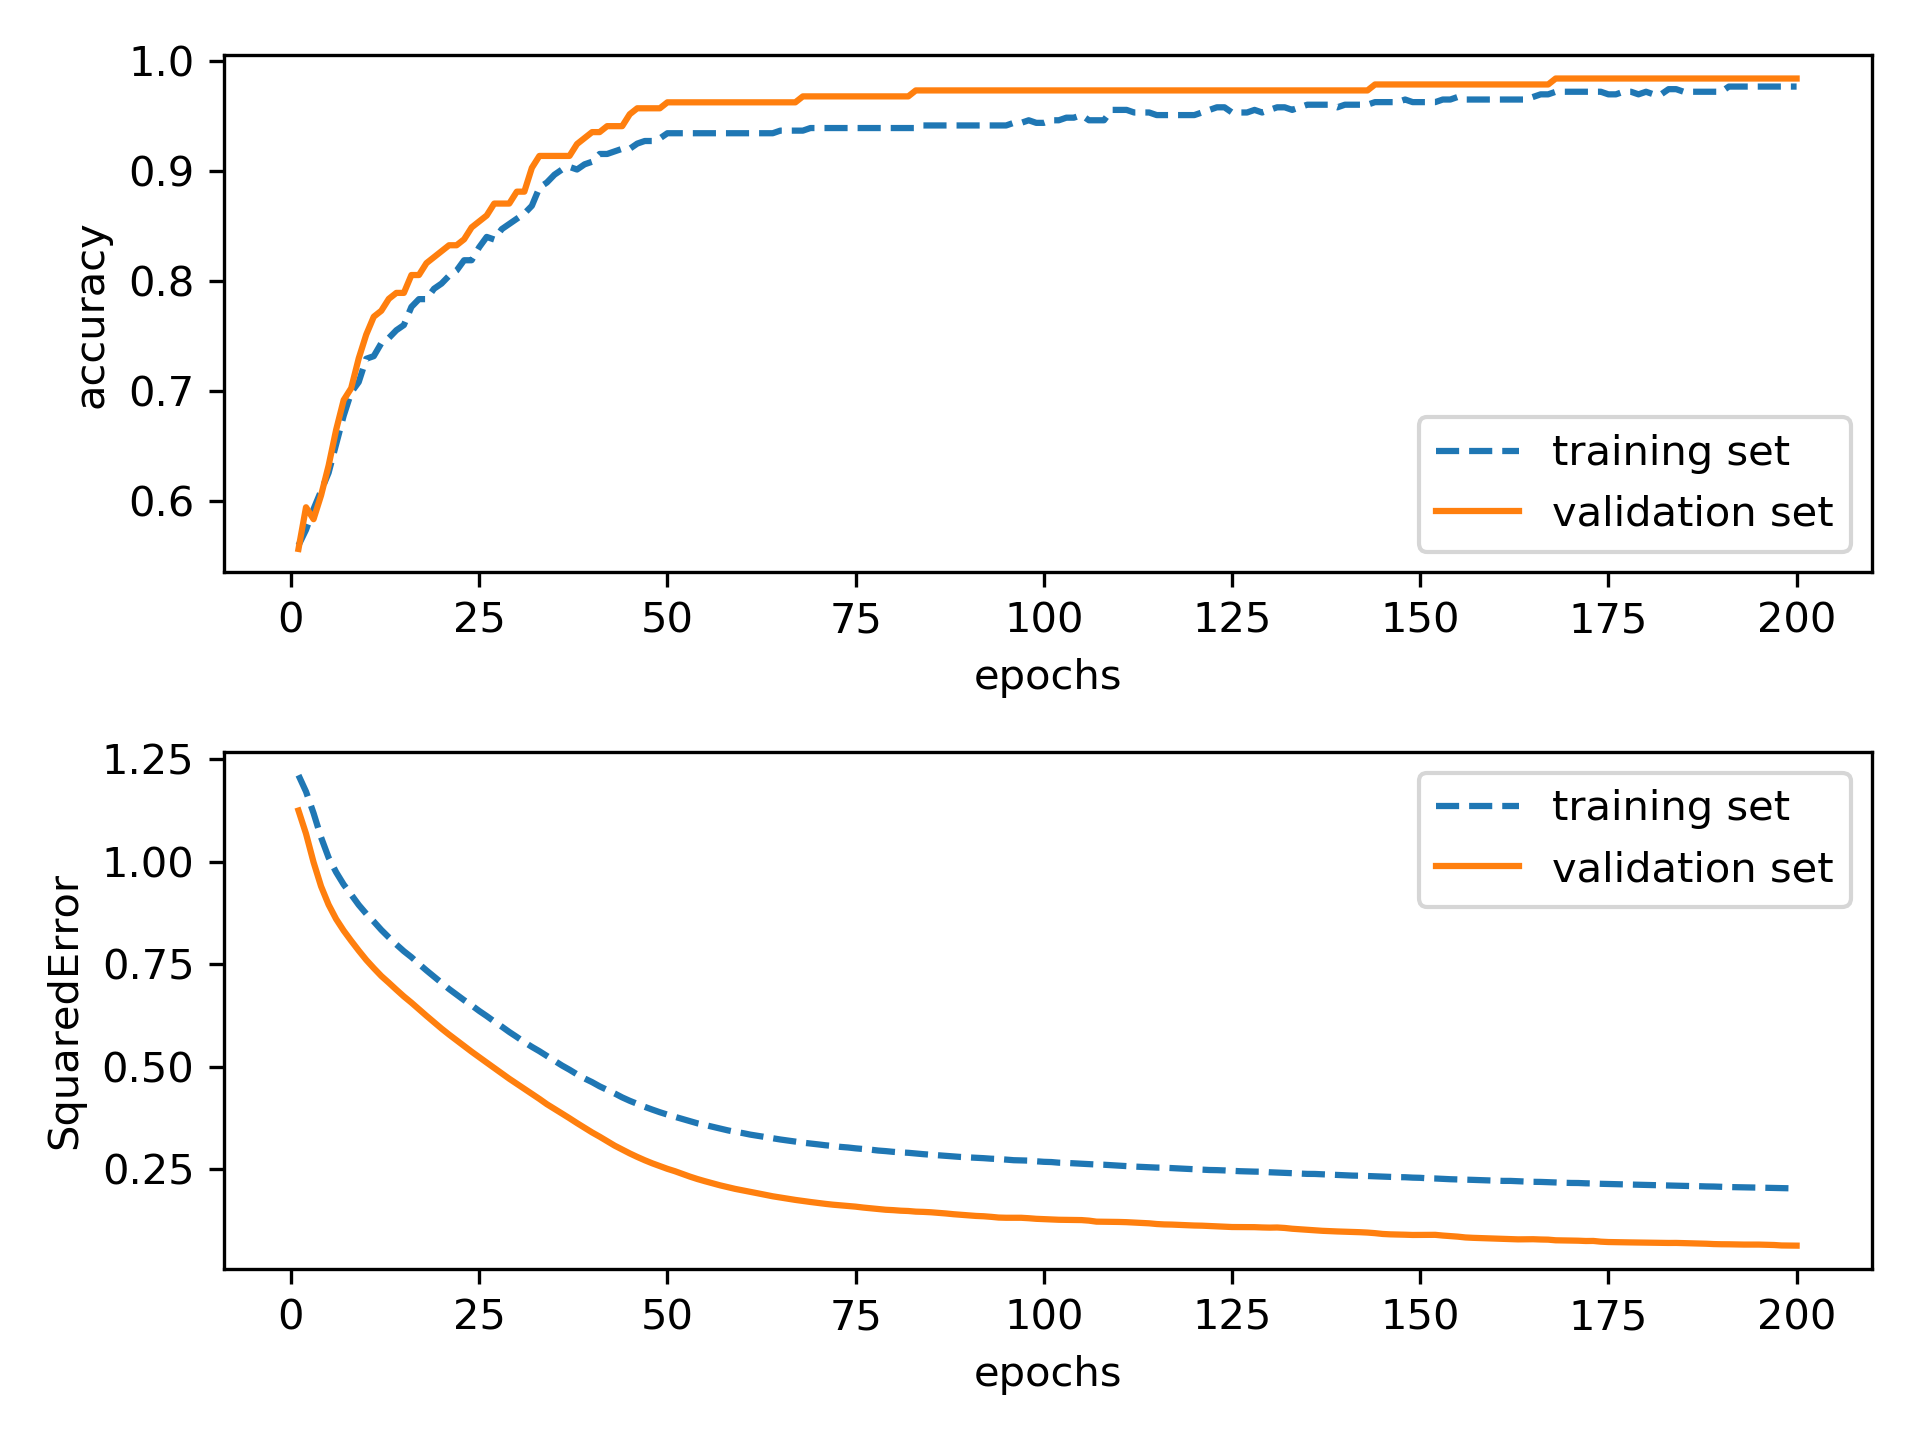 1.0
0.9
0.8
0.7
0.6
accuracy
training set
validation set
0 25 50 75 100 125 150 175 200
epochs
1.25
1.00
0.75
0.50
0.25
SquaredError
training set
validation set
0 25 50 75 100 125 150 175 200
epochs